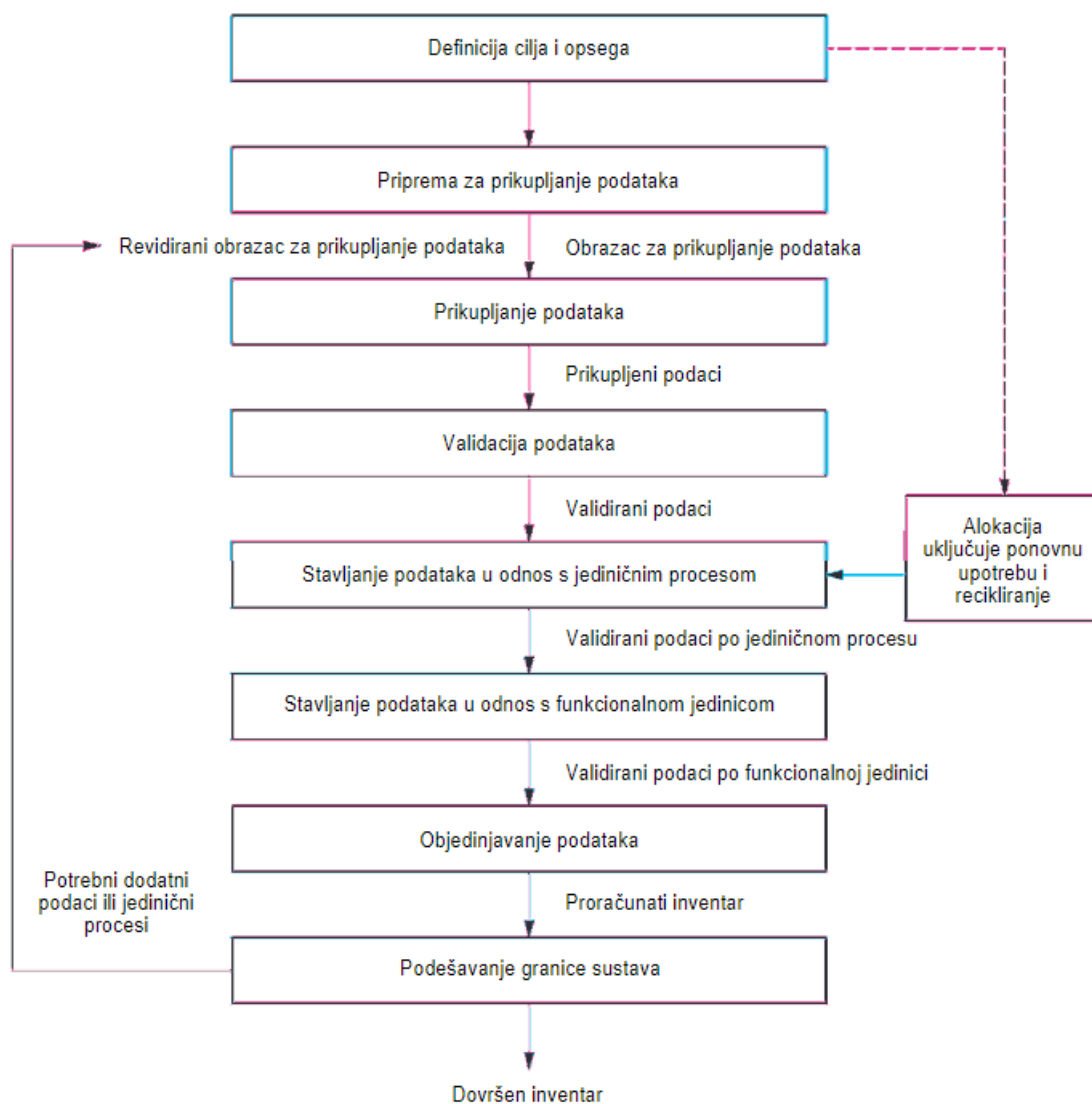 Definicija cilja i opsega
Priprema za prikupljanje podataka
Revidirani obrazac za prikupljanje podataka
Obrazac za prikupljanje podataka
Prikupljanje podataka
Prikupljeni podaci
Validacija podataka
Validirani podaci
Alokacija
uključuje ponovnu
upotrebu i
recikliranje
Stavljanje podataka u odnos s jediničnim procesom
Validirani podaci po jediničnom procesu
Stavljanje podataka u odnos s funkcionalnom jedinicom
Validirani podaci po funkcionalnoj jedinici
Objedinjavanje podataka
Potrebni dodatni
podaci ili jedinični
procesi
Proračunati inventar
Podešavanje granice sustava
Dovršen inventar